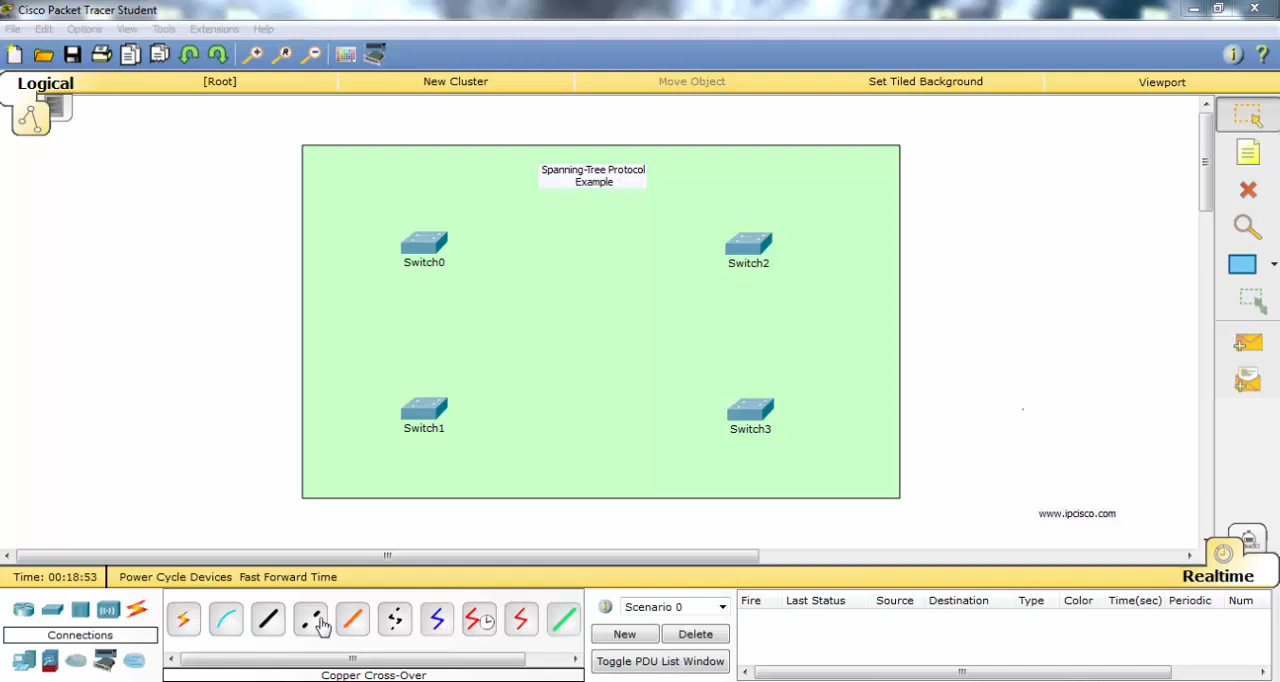 Cisco Packet Tracer Student
File Edit Options View Tools Extensions Help
Logical [Root] New Cluster Move Object Set Tiled Background Viewport
Spanning-Tree Protocol
Example
Switch0 Switch2
Switch1 Switch3
www.ipcisco.com
Time: 00:18:53 Power Cycle Devices Fast Forward Time Realtime
Scenario 0 Fire Last Status Source Destination Type Color Time(sec) Periodic Num
Connections New Delete
Toggle PDU List Window
Copper Cross-Over